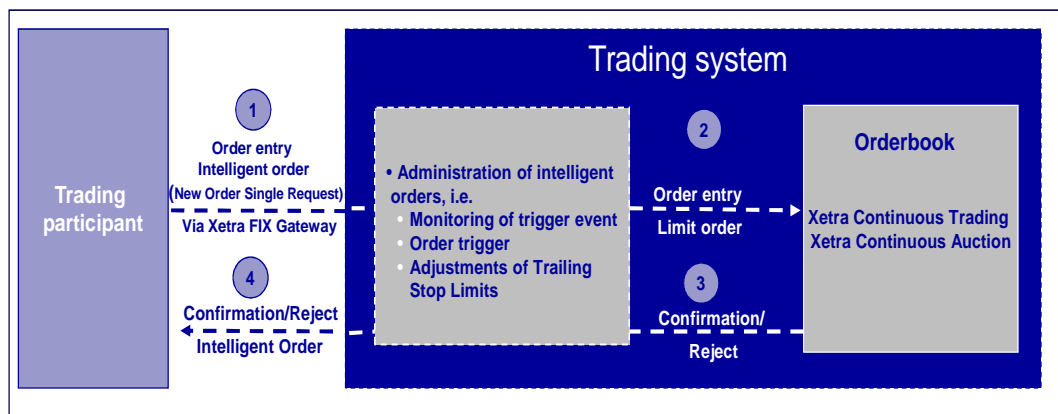 Trading system
1
Order entry
Intelligent order
(New Order Single Request)
Via Xetra FIX Gateway
Trading
participant
4
Confirmation/Reject
Intelligent Order
• Administration of intelligent
orders, i.e.
• Monitoring of trigger event
• Order trigger
• Adjustments of Trailing
Stop Limits
2
Order entry
Limit order
3
Confirmation/
Reject
Orderbook
Xetra Continuous Trading
Xetra Continuous Auction